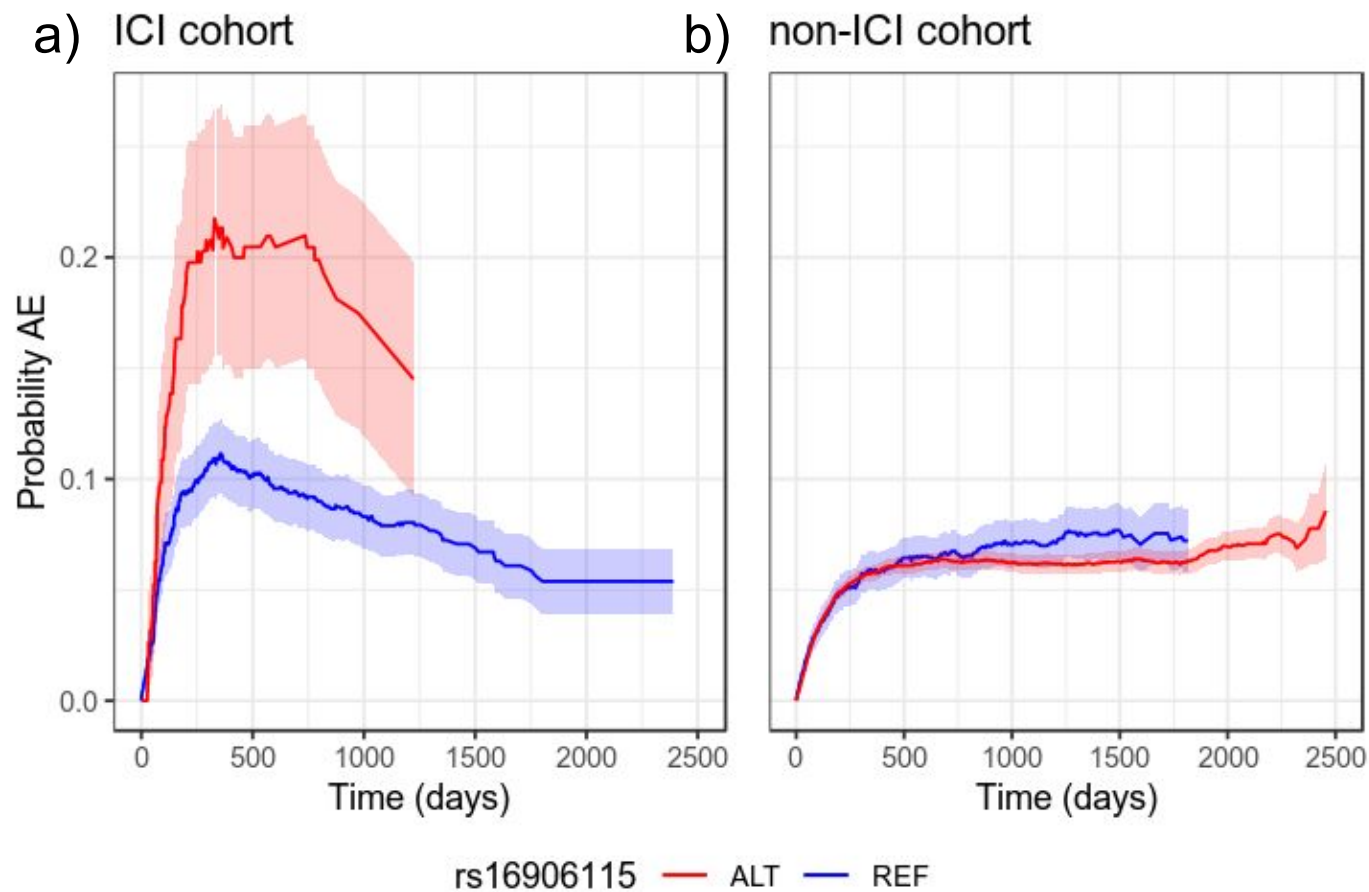 a) ICI cohort
b) non-ICI cohort
Probability AE
0.2
0.1
0.0
0 500 1000 1500 2000 2500
0 500 1000 1500 2000 2500
Time (days)
Time (days)
rs16906115 ALT REF